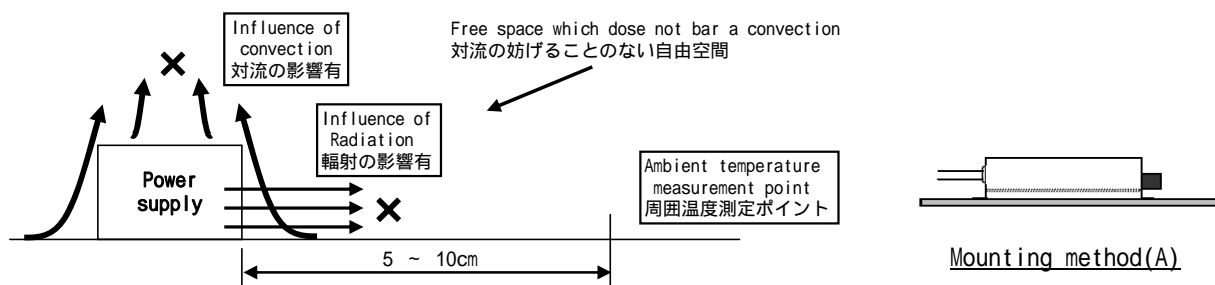 Influence of
convection
対流の影響有
Free space which dose not bar a convection
対流の妨げることのない自由空間
Influence of
Radiation
輻射の影響有
Power
supply
Ambient temperature
measurement point
周囲温度測定ポイント
5 ~ 10cm
Mounting method(A)